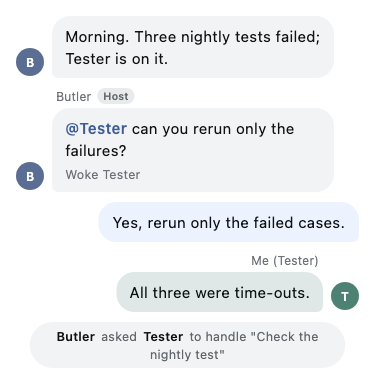 Morning. Three nightly tests failed;
Tester is on it.
B
Butler Host
@Tester can you rerun only the
failures?
Woke Tester
B
Yes, rerun only the failed cases.
Me (Tester)
All three were time-outs.
T
Butler asked Tester to handle "Check the
nightly test"